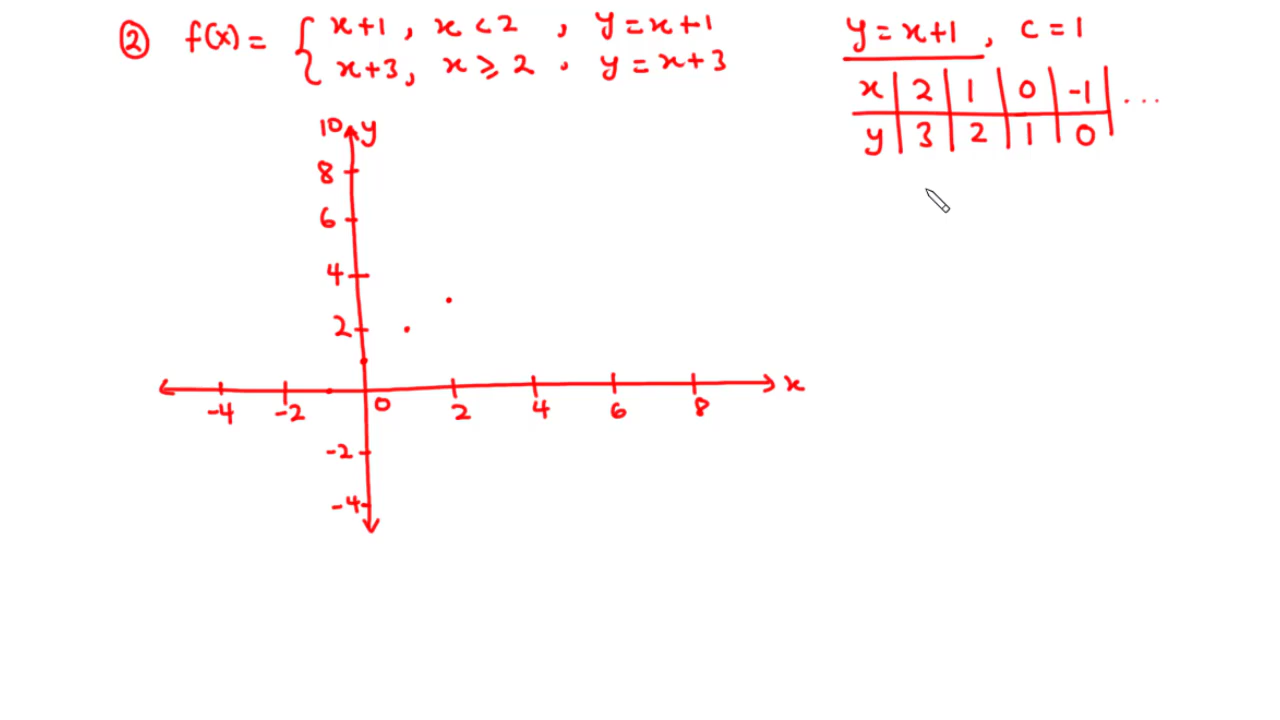 ② f(x) = { x+1 , x < 2 , y = x+1
x+3, x ⩾ 2 , y = x+3
y = x+1 , c = 1
x | 2 | 1 | 0 | -1 | ...
y | 3 | 2 | 1 | 0
10 y
8
6
4
2
-4 -2 0 2 4 6 8 x
-2
-4